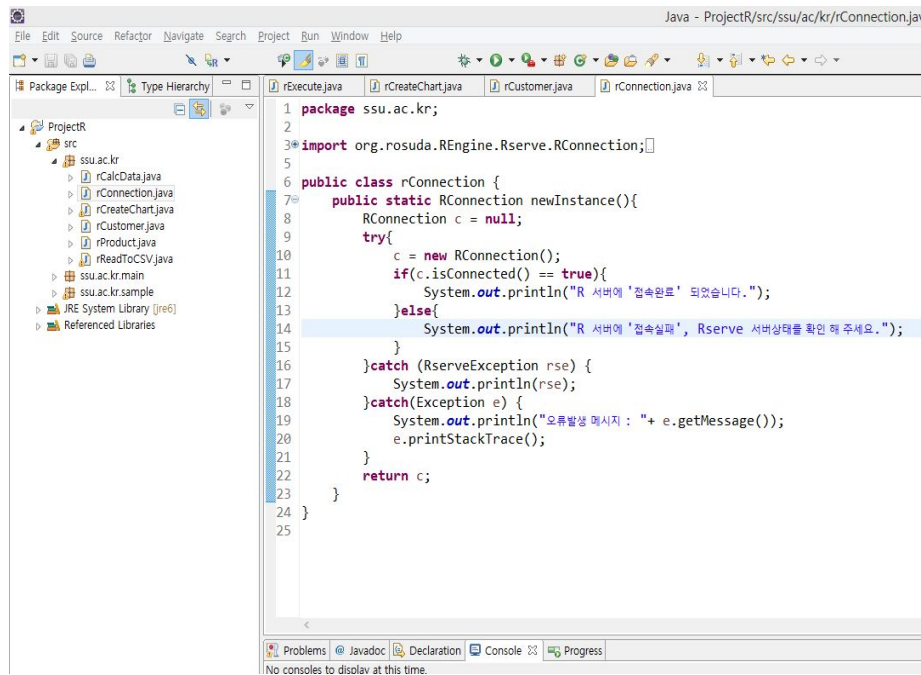 Java - ProjectR/src/ssu/ac/kr/rConnection.jav
File Edit Source Refactor Navigate Search Project Run Window Help
Package Expl... Type Hierarchy
ProjectR
src
ssu.ac.kr
rCalcData.java
rConnection.java
rCreateChart.java
rCustomer.java
rProduct.java
rReadToCSV.java
ssu.ac.kr.main
ssu.ac.kr.sample
JRE System Library [jre6]
Referenced Libraries
rExecute.java rCreateChart.java rCustomer.java rConnection.java
1 package ssu.ac.kr;
2
3 import org.rosuda.REngine.Rserve.RConnection;
5
6 public class rConnection {
7 public static RConnection newInstance(){
8 RConnection c = null;
9 try{
10 c = new RConnection();
11 if(c.isConnected() == true){
12 System.out.println("R 서버에 '접속완료' 되었습니다.");
13 }else{
14 System.out.println("R 서버에 '접속실패', Rserve 서버상태를 확인 해 주세요.");
15 }
16 }catch (RserveException rse) {
17 System.out.println(rse);
18 }catch(Exception e) {
19 System.out.println("오류발생 메시지 : "+ e.getMessage());
20 e.printStackTrace();
21 }
22 return c;
23 }
24 }
25
Problems Javadoc Declaration Console Progress
No consoles to display at this time.